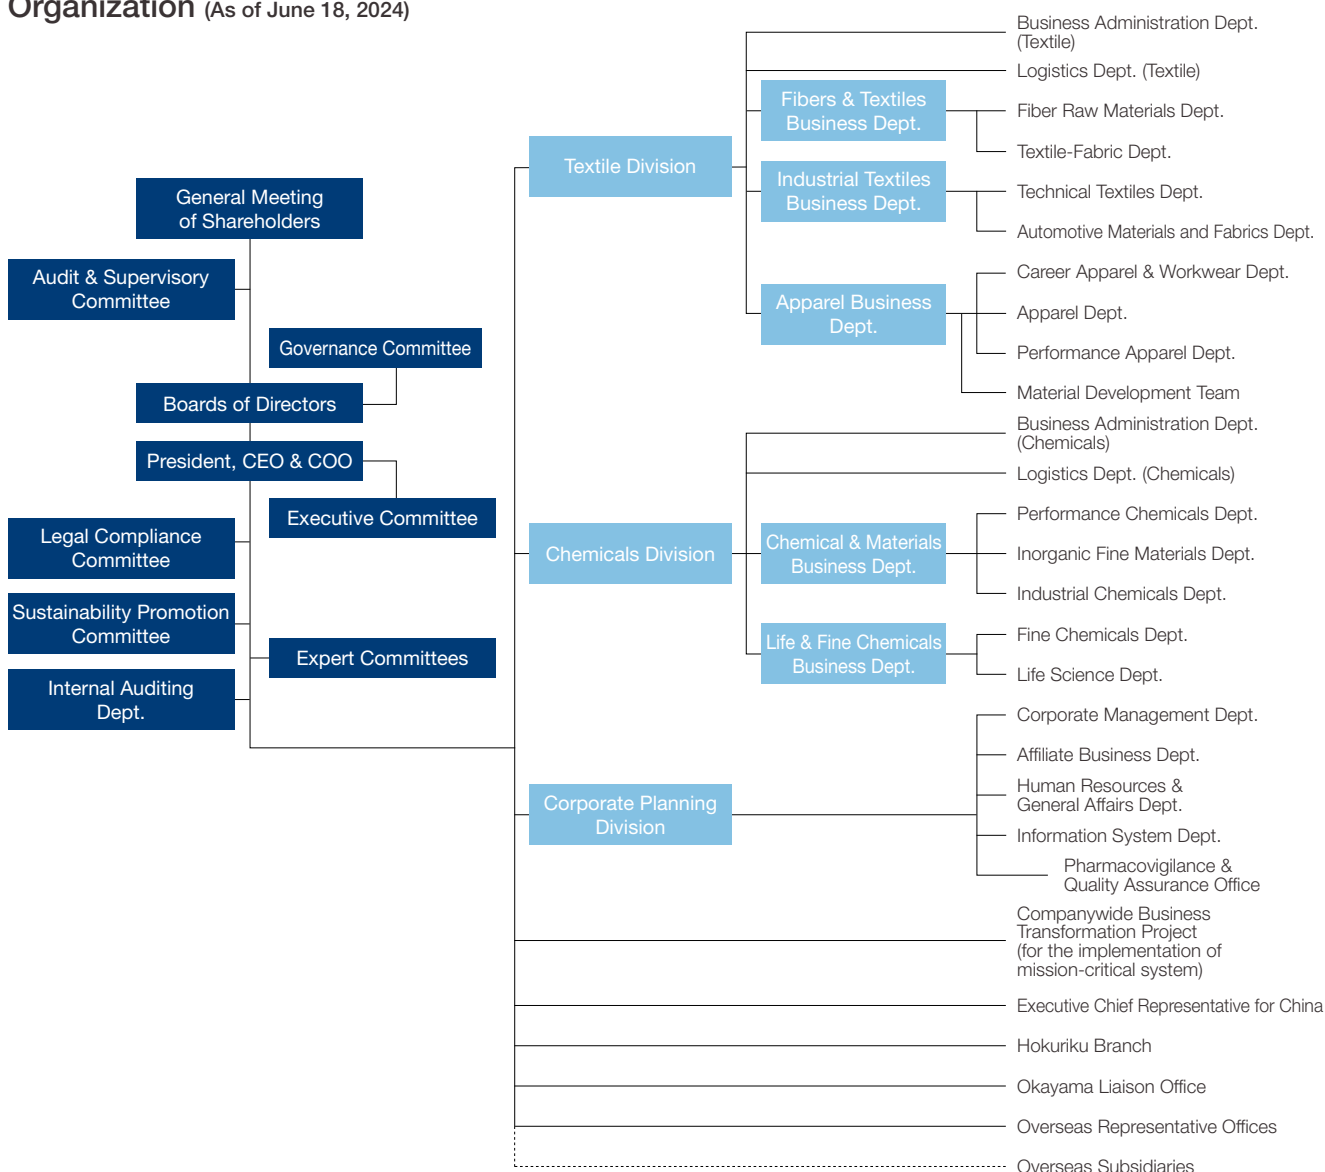 Organization (As of June 18, 2024)
General Meeting
of Shareholders
Audit & Supervisory
Committee
Governance Committee
Boards of Directors
President, CEO & COO
Executive Committee
Legal Compliance
Committee
Sustainability Promotion
Committee
Expert Committees
Internal Auditing
Dept.
Textile Division
Business Administration Dept.
(Textile)
Logistics Dept. (Textile)
Fibers & Textiles
Business Dept.
Fiber Raw Materials Dept.
Textile-Fabric Dept.
Industrial Textiles
Business Dept.
Technical Textiles Dept.
Automotive Materials and Fabrics Dept.
Apparel Business
Dept.
Career Apparel & Workwear Dept.
Apparel Dept.
Performance Apparel Dept.
Material Development Team
Chemicals Division
Business Administration Dept.
(Chemicals)
Logistics Dept. (Chemicals)
Chemical & Materials
Business Dept.
Performance Chemicals Dept.
Inorganic Fine Materials Dept.
Industrial Chemicals Dept.
Life & Fine Chemicals
Business Dept.
Fine Chemicals Dept.
Life Science Dept.
Corporate Planning
Division
Corporate Management Dept.
Affiliate Business Dept.
Human Resources &
General Affairs Dept.
Information System Dept.
Pharmacovigilance &
Quality Assurance Office
Companywide Business
Transformation Project
(for the implementation of
mission-critical system)
Executive Chief Representative for China
Hokuriku Branch
Okayama Liaison Office
Overseas Representative Offices
Overseas Subsidiaries